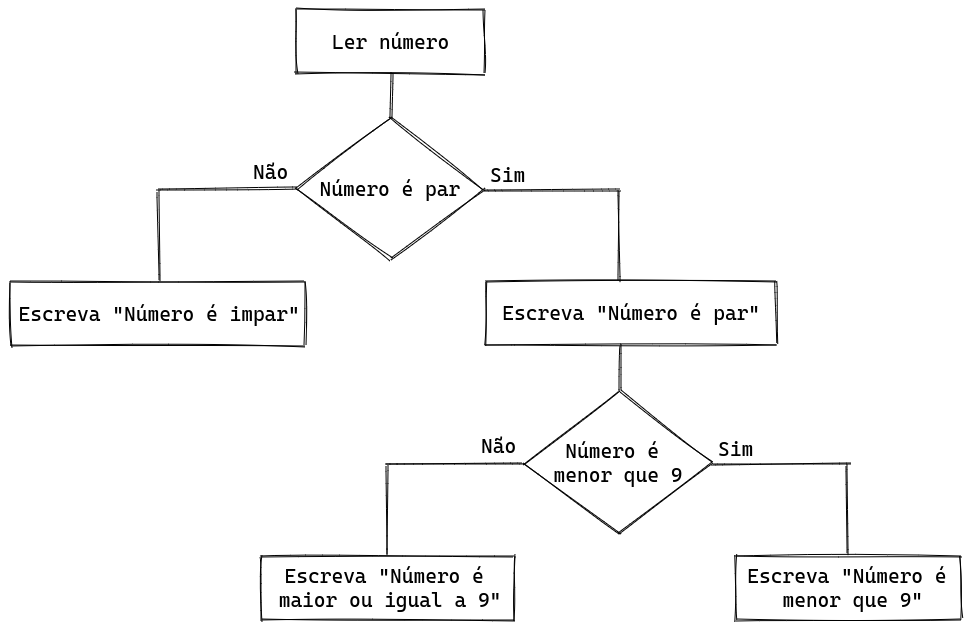 Ler número
Não
Sim
Número é par
Escreva "Número é impar"
Escreva "Número é par"
Não
Sim
Número é
menor que 9
Escreva "Número é
maior ou igual a 9"
Escreva "Número é
menor que 9"